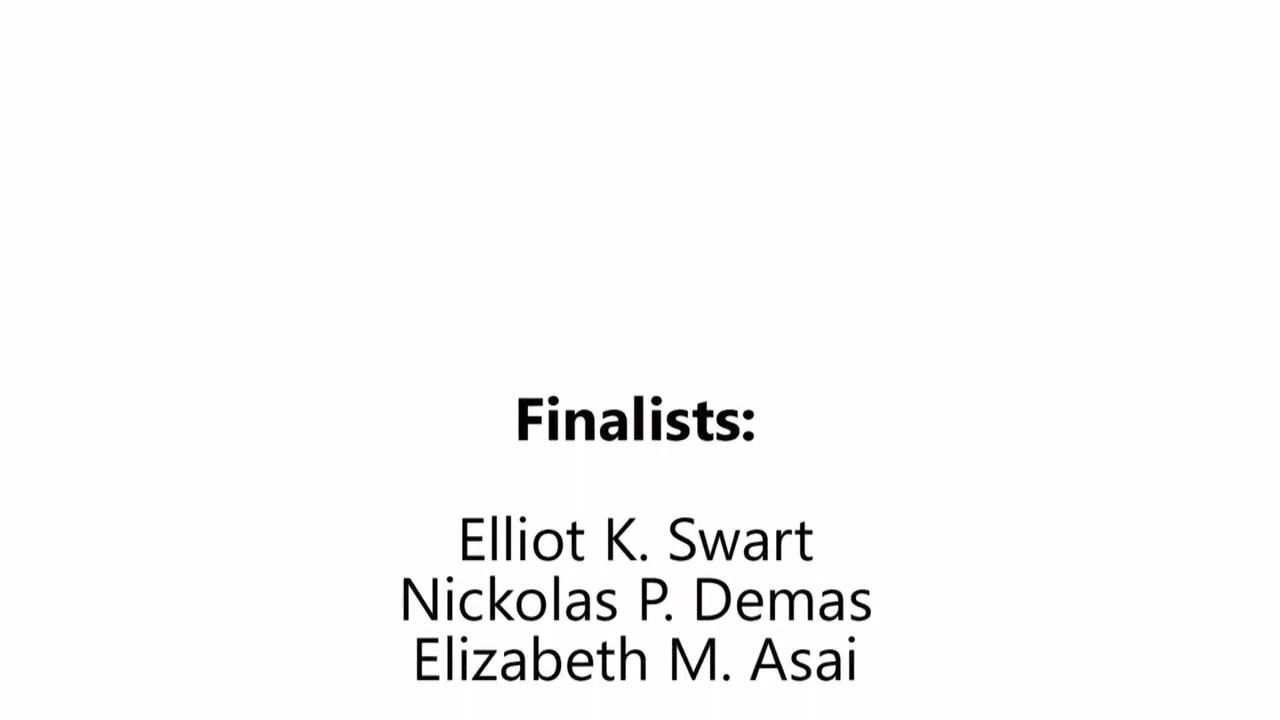 Finalists:
Elliot K. Swart
Nickolas P. Demas
Elizabeth M. Asai